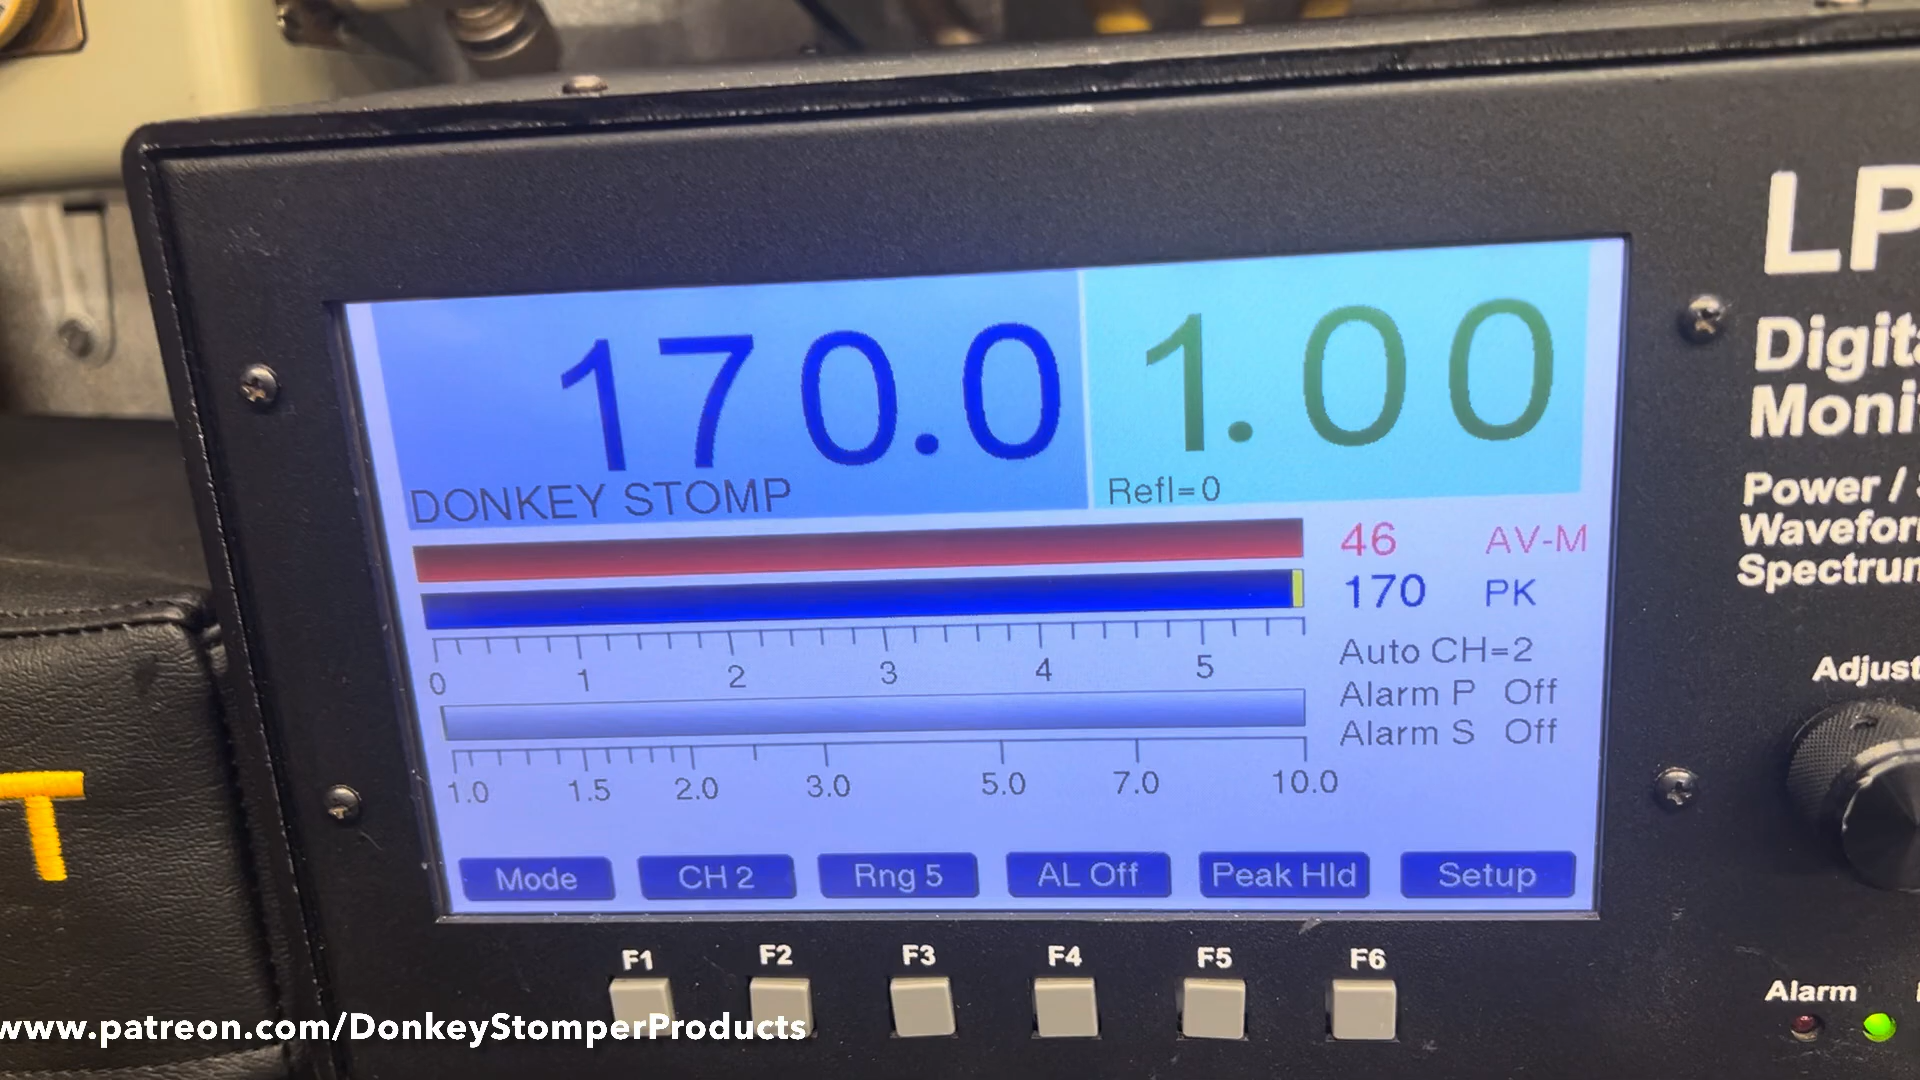 LP
Digita
Monit
Power /
Wavefor
Spectrum
170.0
1.00
DONKEY STOMP
Refl=0
46 AV-M
170 PK
0 1 2 3 4 5
Auto CH=2
Alarm P Off
Alarm S Off
1.0 1.5 2.0 3.0 5.0 7.0 10.0
Mode CH 2 Rng 5 AL Off Peak Hld Setup
F1 F2 F3 F4 F5 F6
Adjust
Alarm
T
www.patreon.com/DonkeyStomperProducts